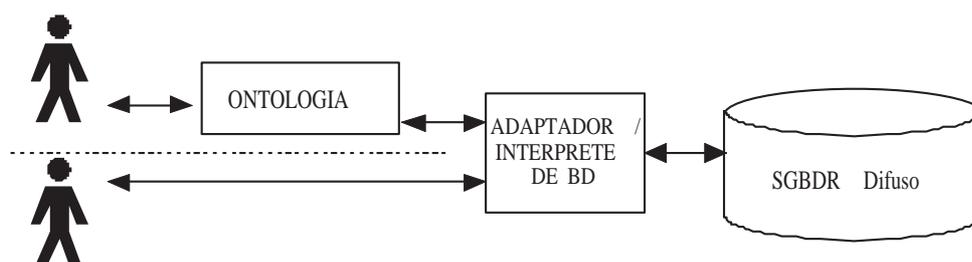 ONTOLOGIA
ADAPTADOR /
INTERPRETE
DE BD
SGBDR Difuso